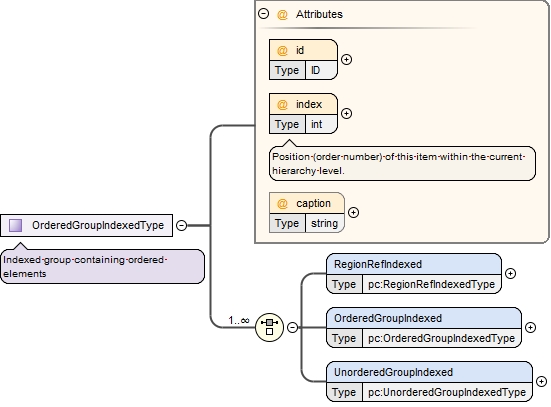 Attributes
@ id
Type ID
@ index
Type int
Position·(order·number)·of·this·item·within·the·current·
hierarchy·level.
@ caption
Type string
OrderedGroupIndexedType
Indexed·group·containing·ordered·
elements
1..∞
RegionRefIndexed
Type pc:RegionRefIndexedType
OrderedGroupIndexed
Type pc:OrderedGroupIndexedType
UnorderedGroupIndexed
Type pc:UnorderedGroupIndexedType